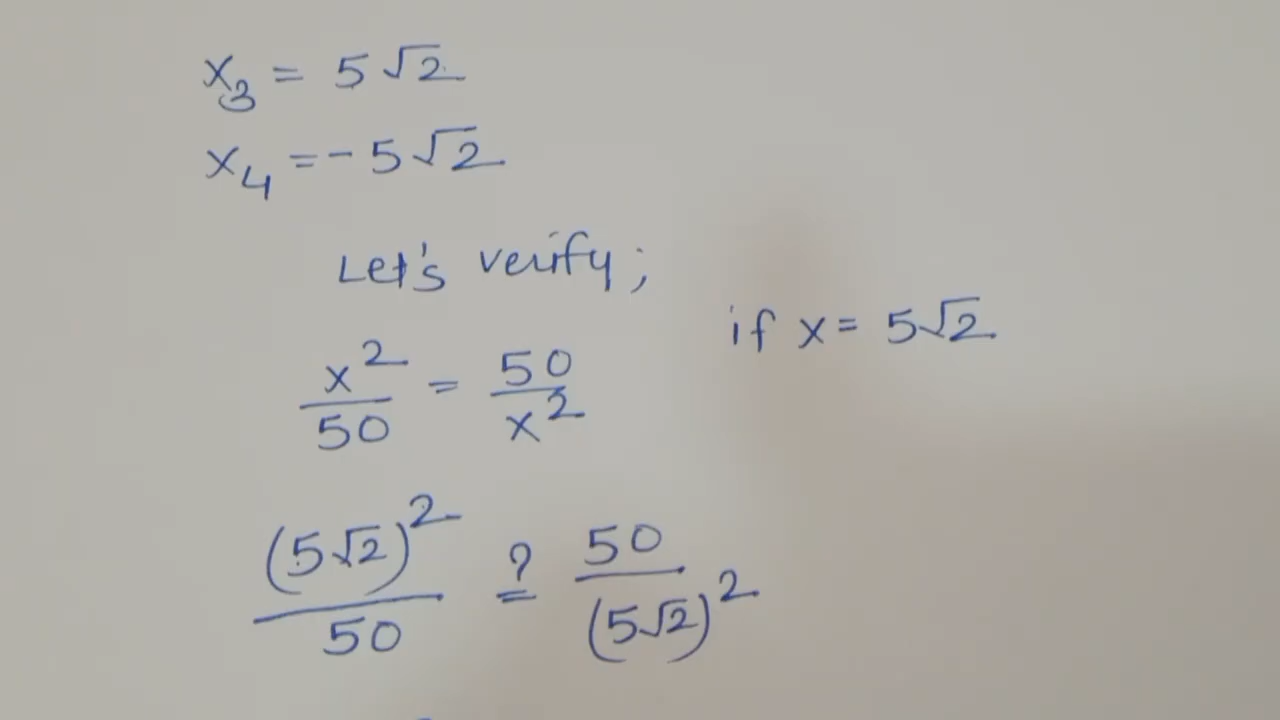 x₃ = 5√2
x₄ = - 5√2
Let's verify;
if x = 5√2
x²/50 = 50/x²
(5√2)²/50 ≟ 50/(5√2)²